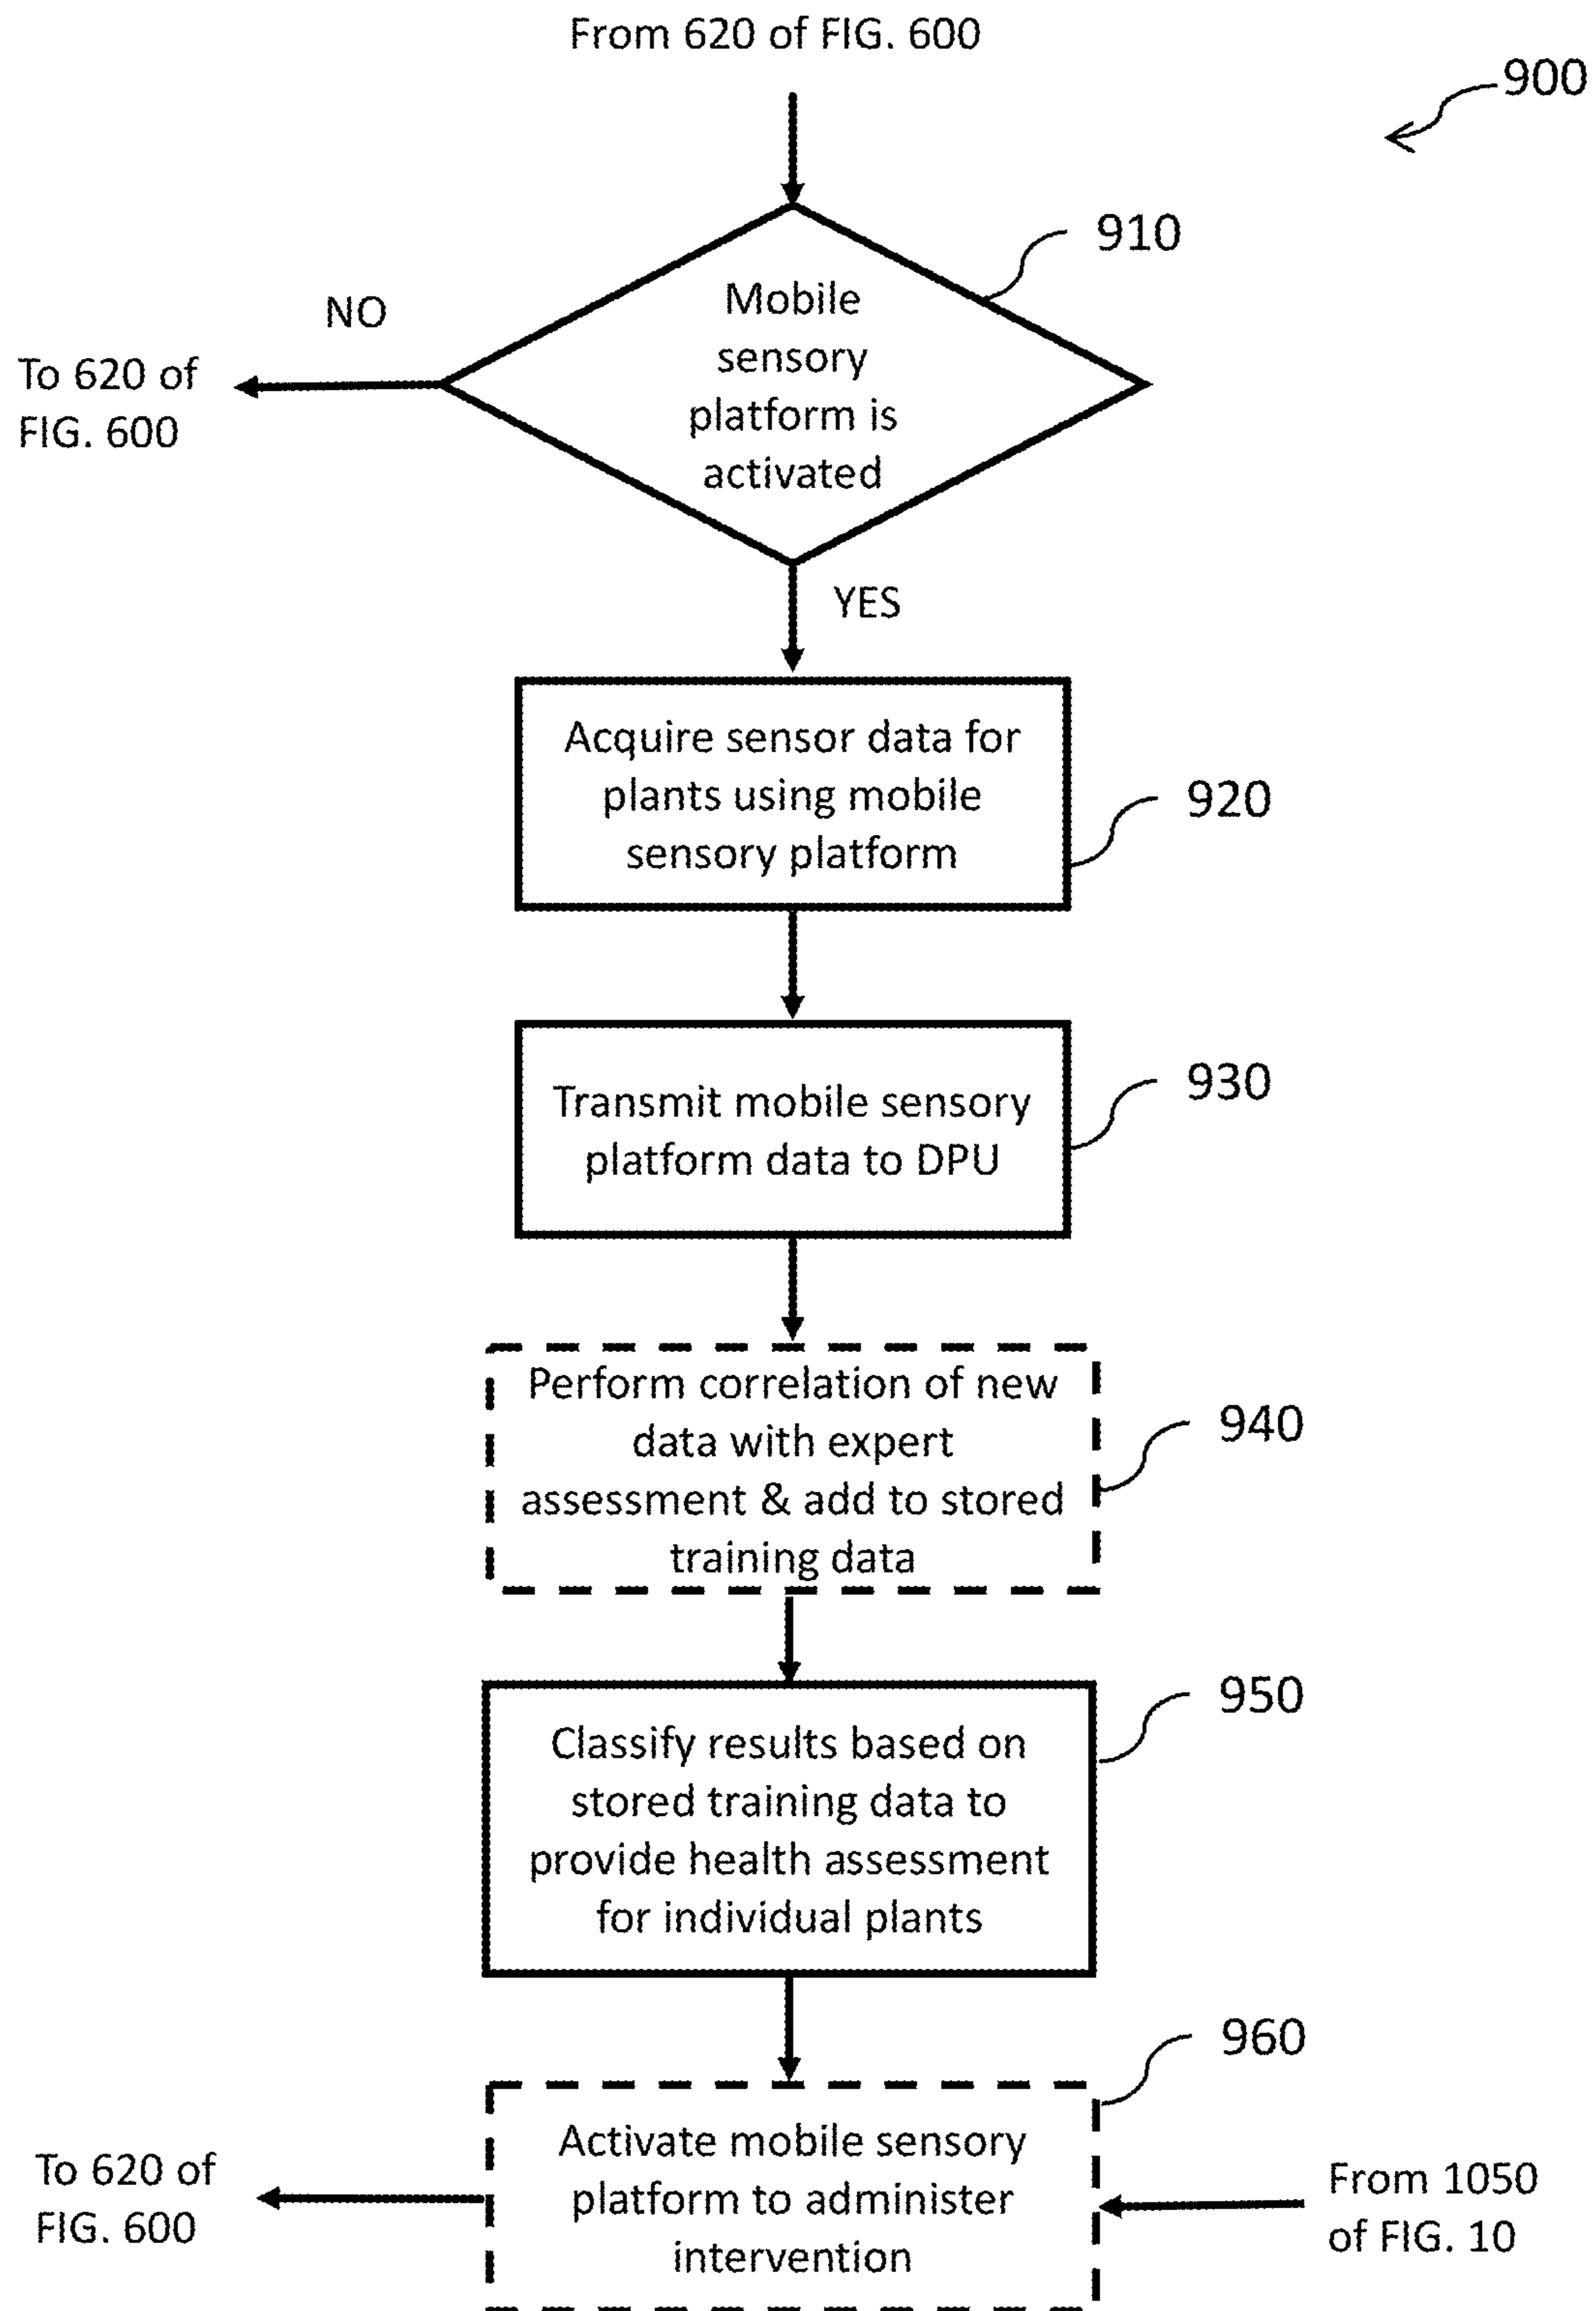 From 620 of FIG. 600
900
910
Mobile
sensory
platform is
activated
NO
To 620 of
FIG. 600
YES
Acquire sensor data for
plants using mobile
sensory platform
920
Transmit mobile sensory
platform data to DPU
930
Perform correlation of new
data with expert
assessment & add to stored
training data
940
Classify results based on
stored training data to
provide health assessment
for individual plants
950
960
Activate mobile sensory
platform to administer
intervention
To 620 of
FIG. 600
From 1050
of FIG. 10